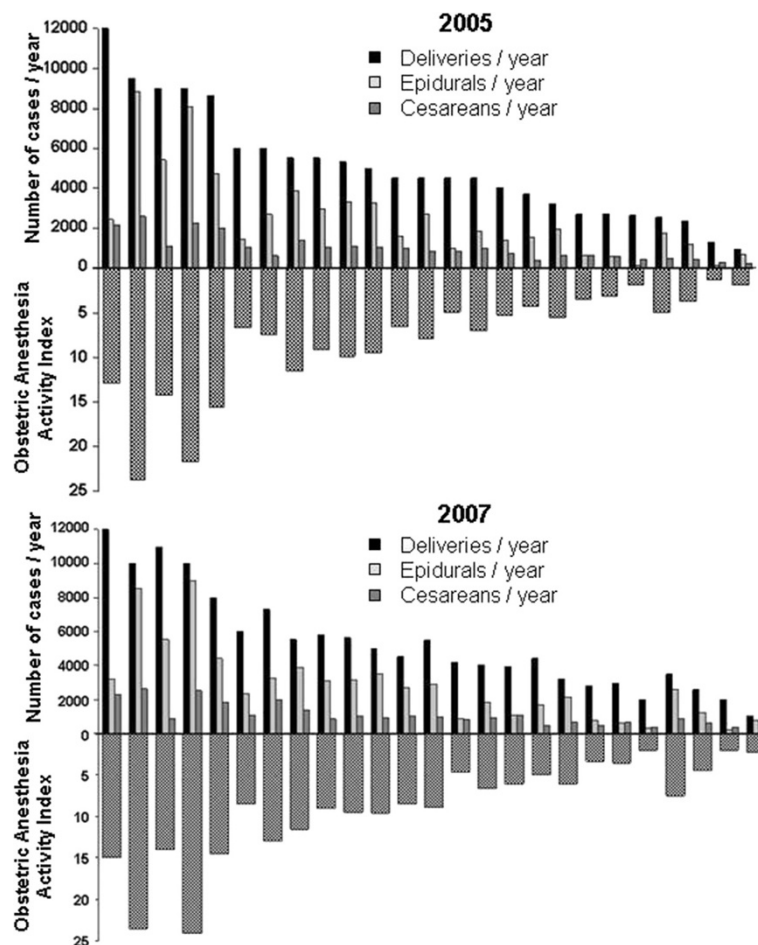 2005
Deliveries / year
Epidurals / year
Cesareans / year
Number of cases / year
12000
10000
8000
6000
4000
2000
0
Obstetric Anesthesia
Activity Index
5
10
15
20
25
2007
Deliveries / year
Epidurals / year
Cesareans / year
Number of cases / year
12000
10000
8000
6000
4000
2000
0
Obstetric Anesthesia
Activity Index
5
10
15
20
25